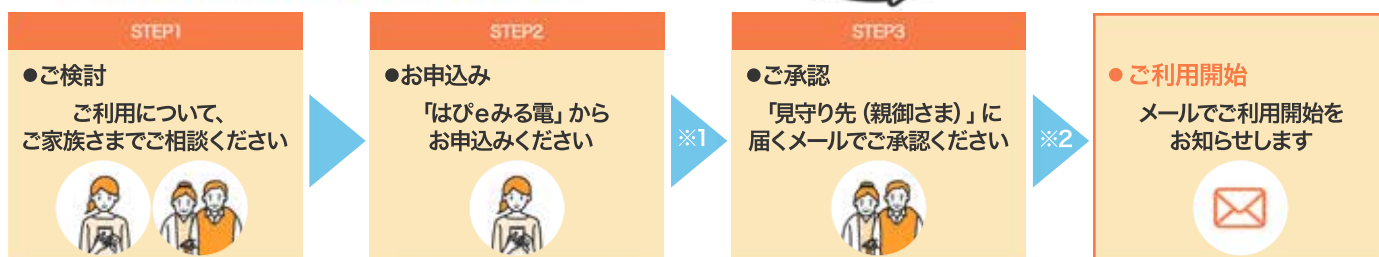 STEP1
●ご検討
ご利用について、
ご家族さまでご相談ください
STEP2
●お申込み
「はぴeみる電」から
お申込みください
※1
STEP3
●ご承認
「見守り先（親御さま）」に
届くメールでご承認ください
※2
●ご利用開始
メールでご利用開始を
お知らせします